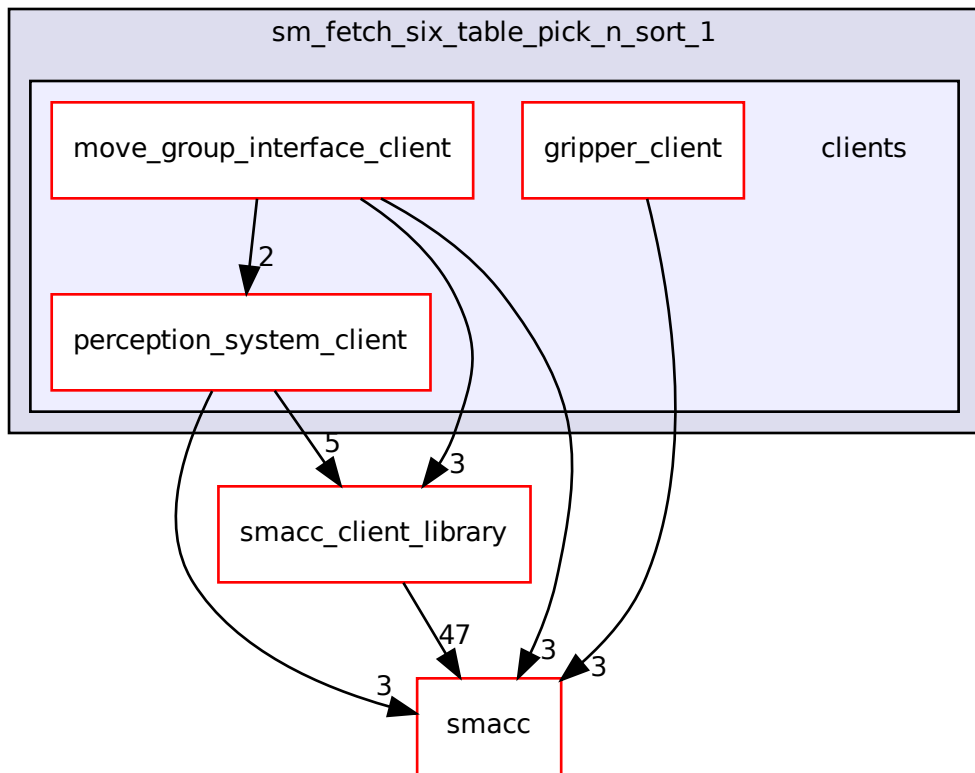 sm_fetch_six_table_pick_n_sort_1
move_group_interface_client
gripper_client
clients
2
perception_system_client
5
3
smacc_client_library
47
3
3
3
smacc